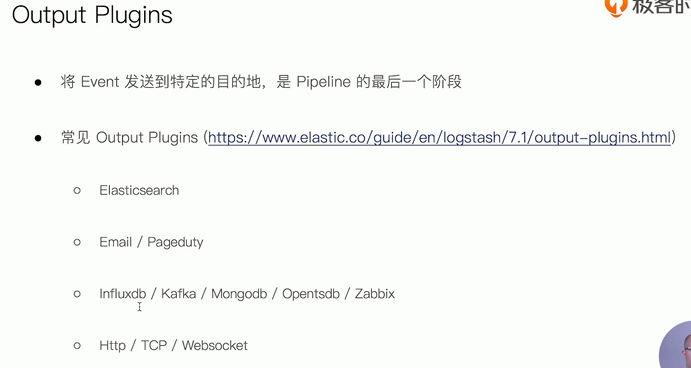 Output Plugins
极客时
将 Event 发送到特定的目的地，是 Pipeline 的最后一个阶段
常见 Output Plugins (https://www.elastic.co/guide/en/logstash/7.1/output-plugins.html)
Elasticsearch
Email / Pageduty
Influxdb / Kafka / Mongodb / Opentsdb / Zabbix
Http / TCP / Websocket